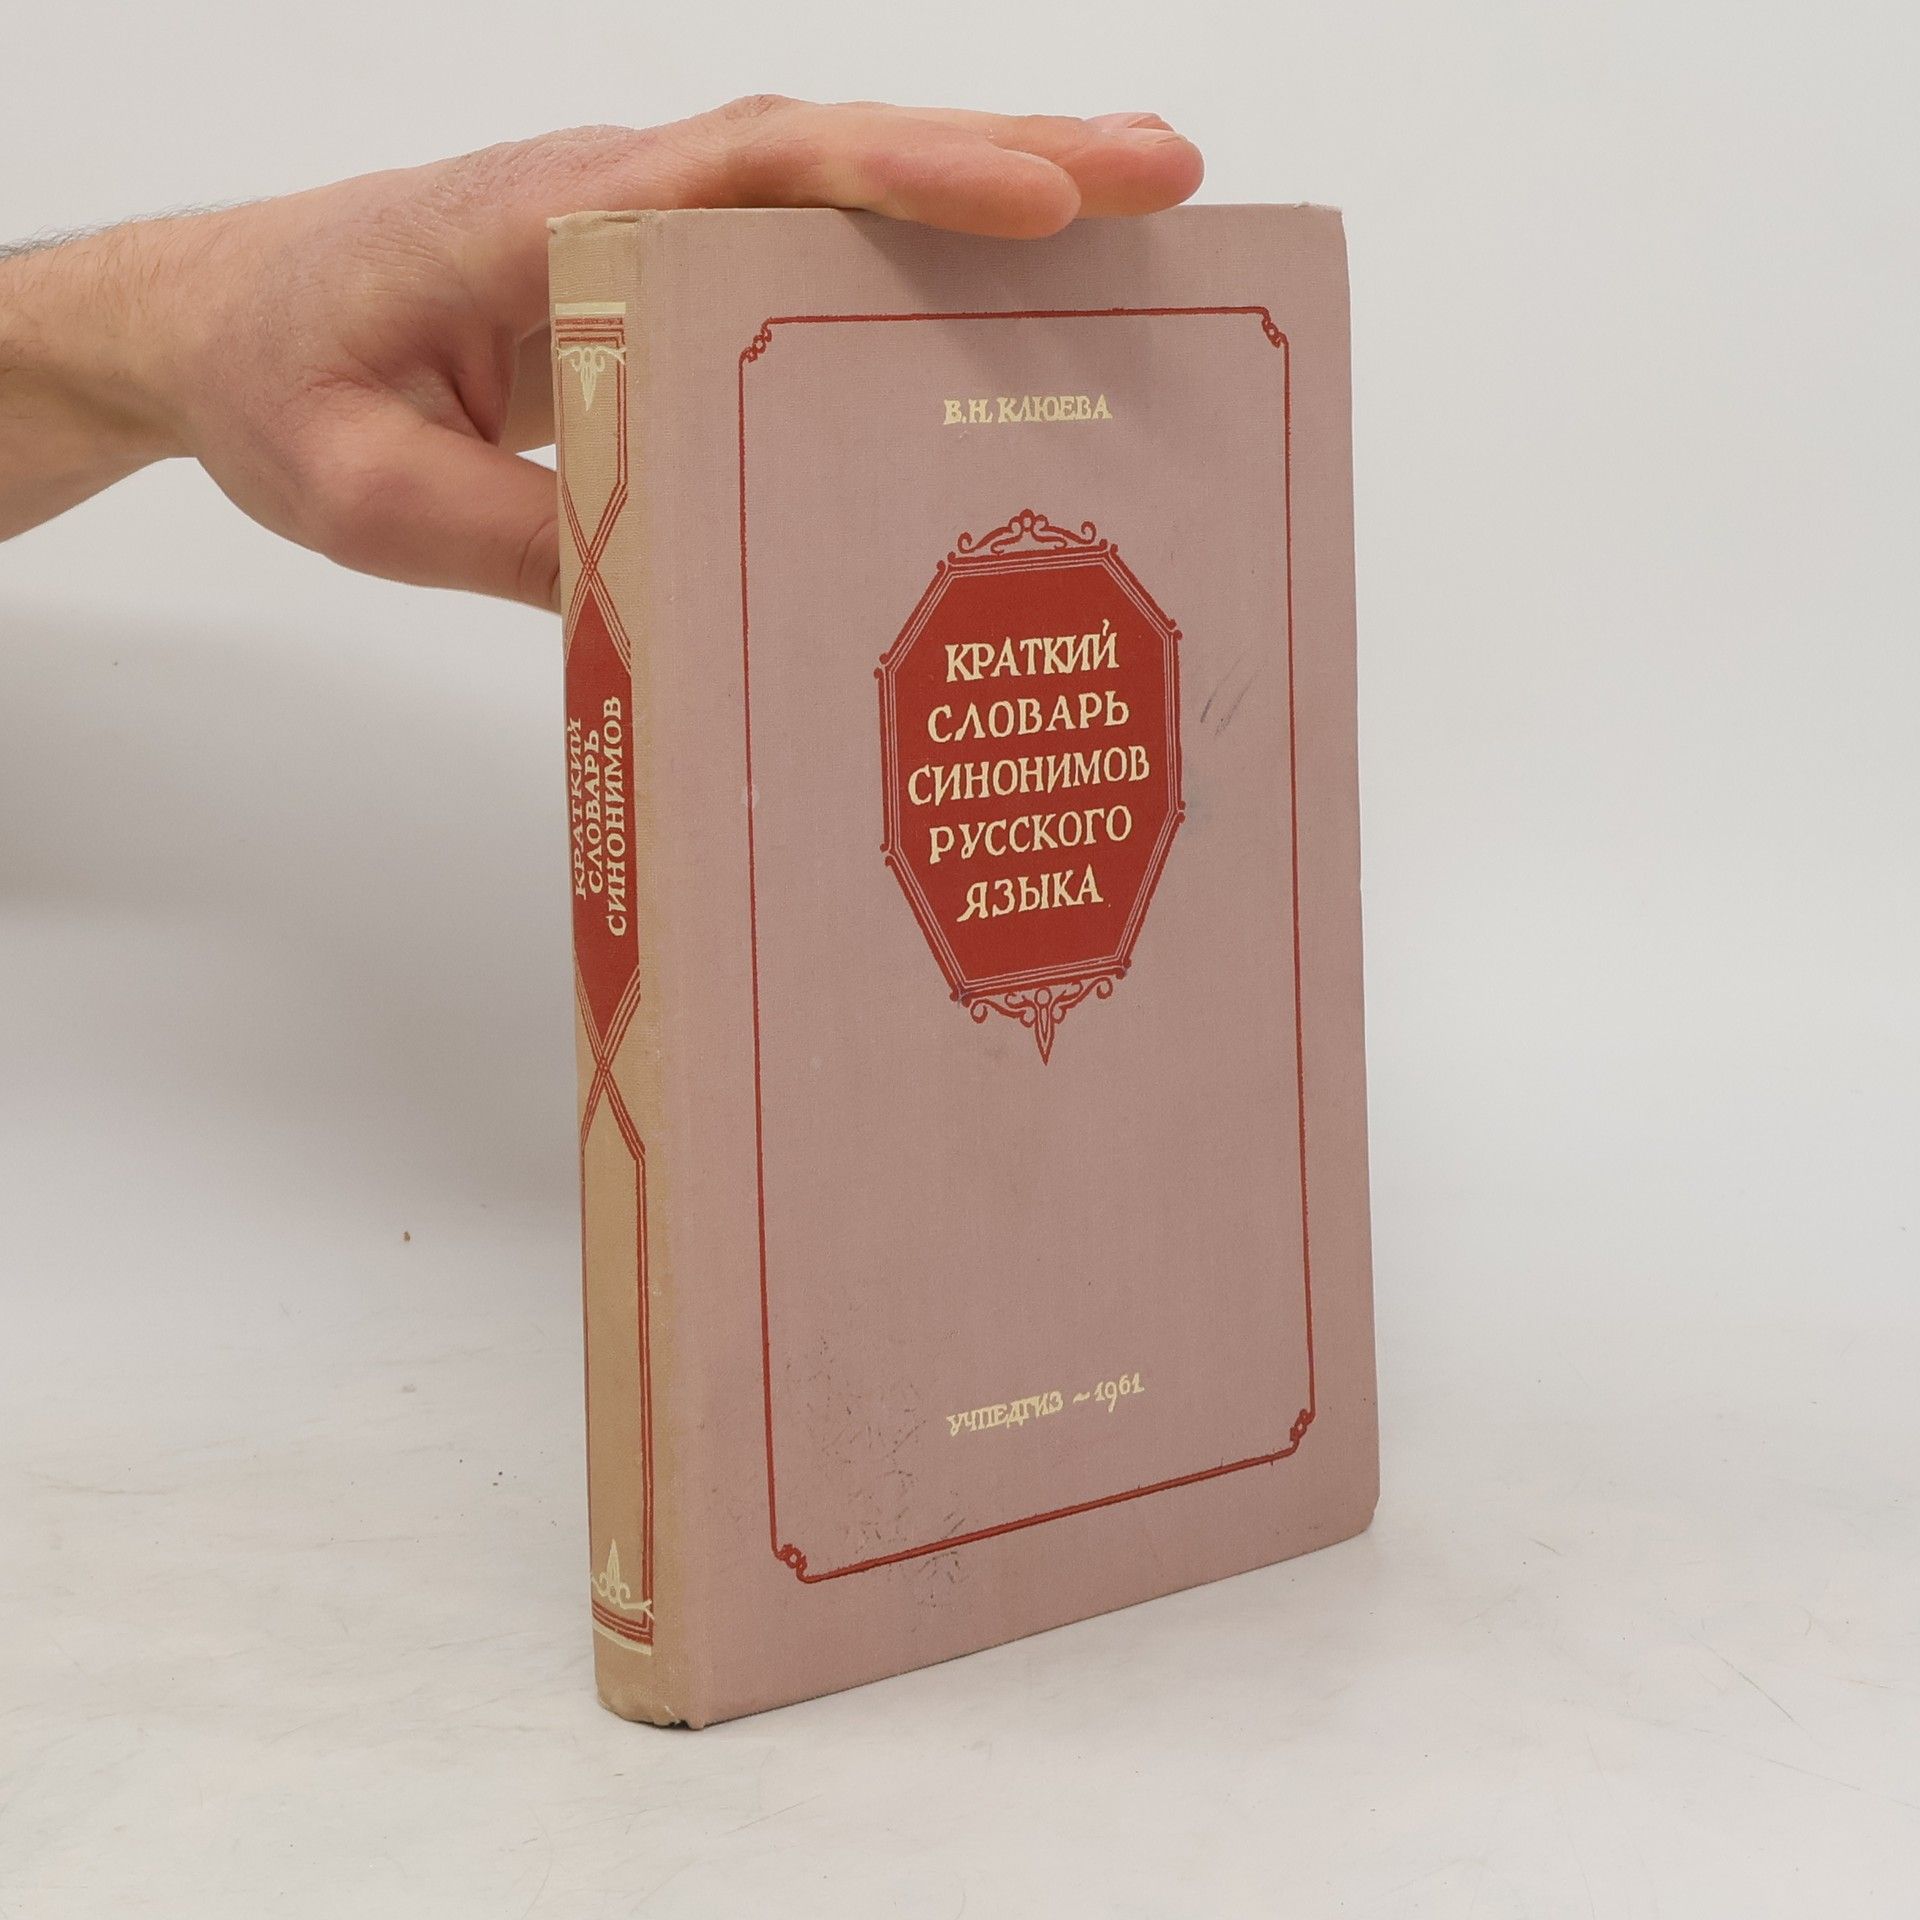 В.Н. КЛЮЕВА
КРАТКИЙ
СЛОВАРЬ
СИНОНИМОВ
РУССКОГО
ЯЗЫКА
УЧПЕДГИЗ ~ 1961
КРАТКИЙ
СЛОВАРЬ
СИНОНИМОВ